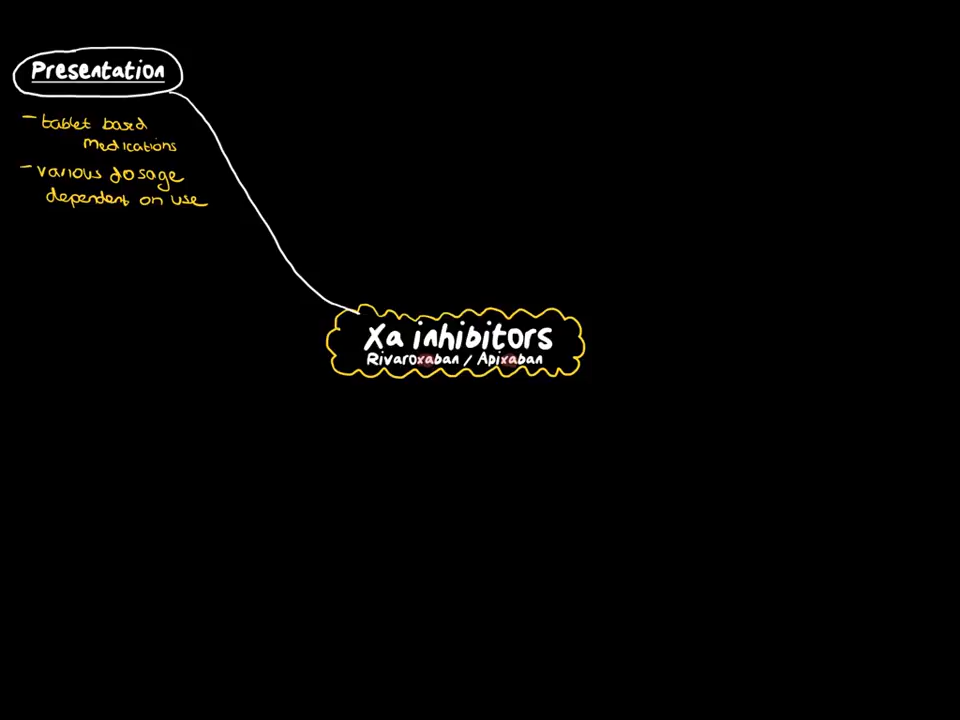 Presentation
- tablet based
medications
- various dosage
dependent on use
Xa inhibitors
Rivaroxaban / Apixaban